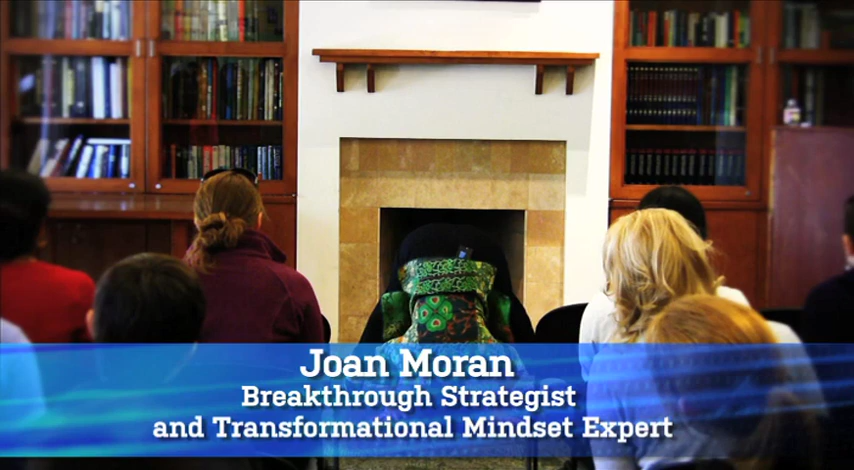 Joan Moran
Breakthrough Strategist
and Transformational Mindset Expert